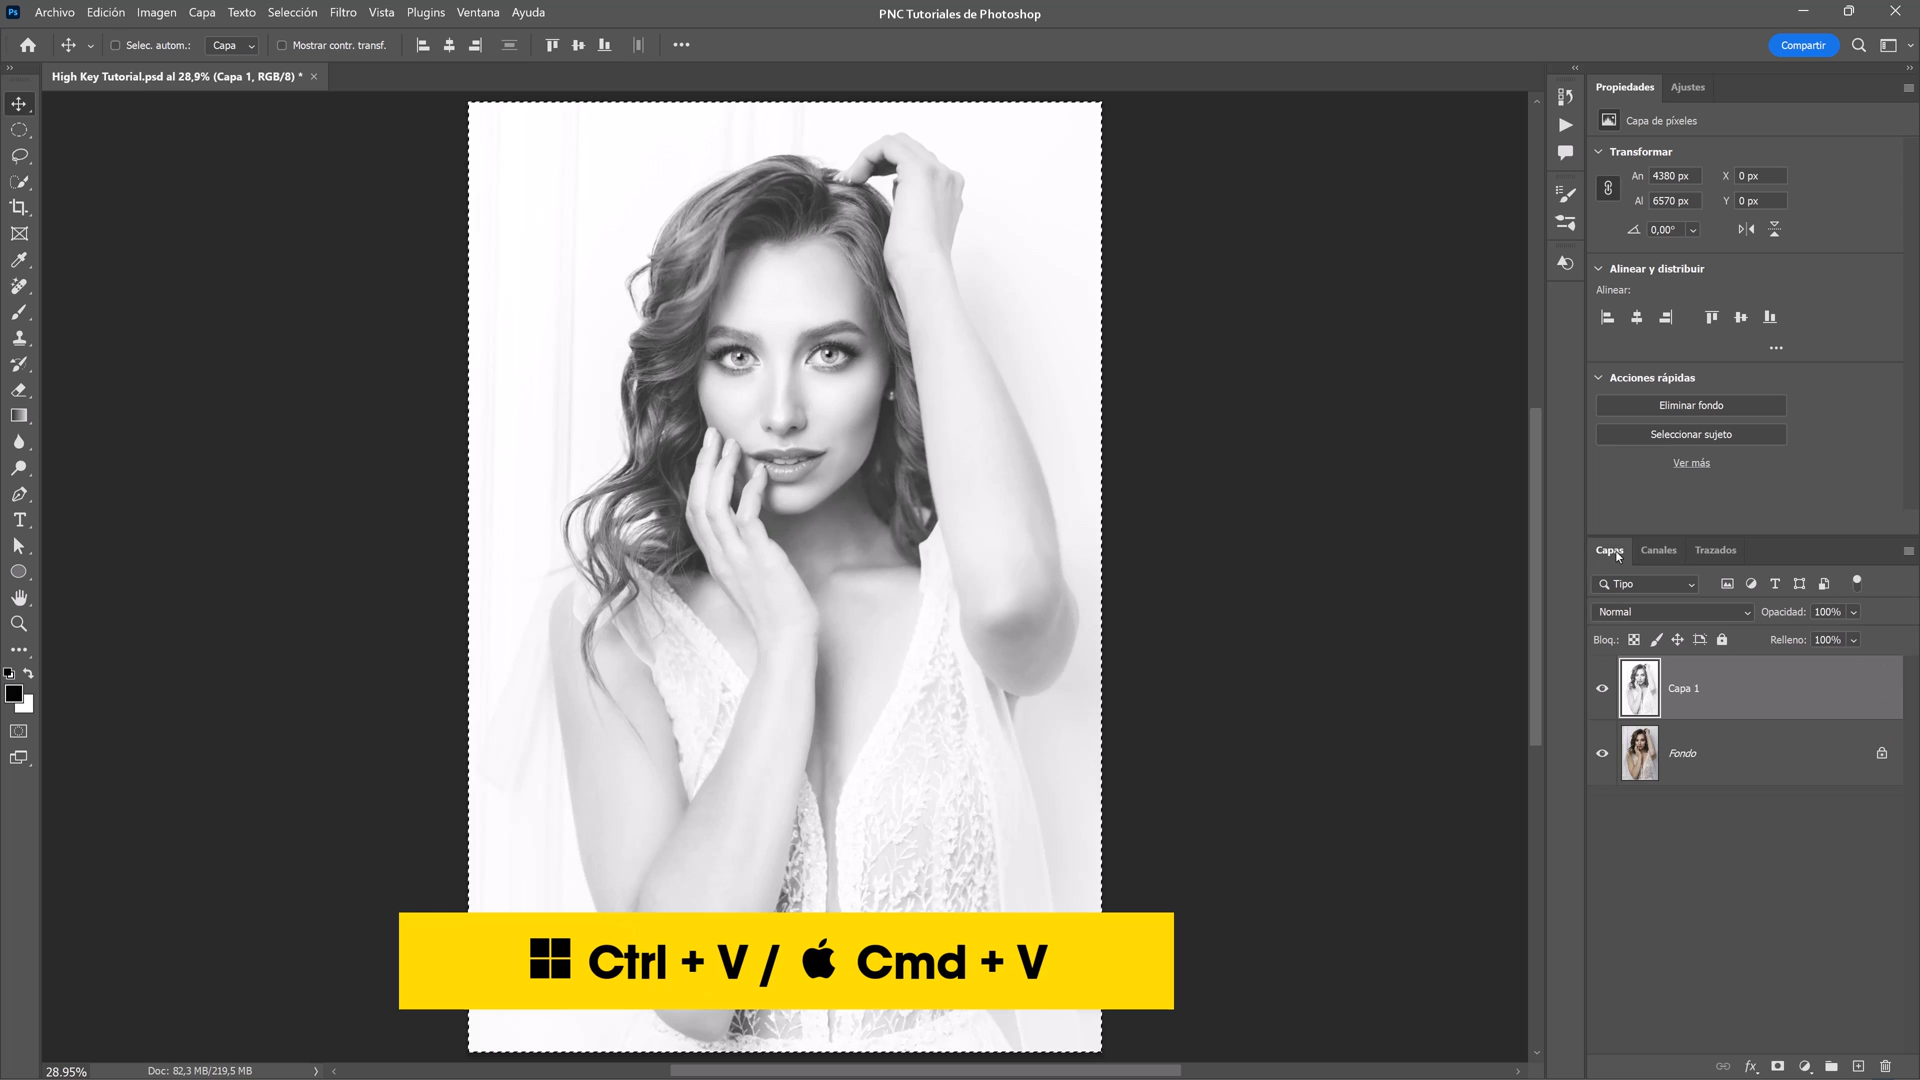 Ps Archivo Edición Imagen Capa Texto Selección Filtro Vista Plugins Ventana Ayuda
PNC Tutoriales de Photoshop
Selec. autom.: Capa Mostrar contr. transf.
Compartir
High Key Tutorial.psd al 28,9% (Capa 1, RGB/8) *
Propiedades Ajustes
Capa de píxeles
Transformar
An 4380 px X 0 px
Al 6570 px Y 0 px
0,00°
Alinear y distribuir
Alinear:
Acciones rápidas
Eliminar fondo
Seleccionar sujeto
Ver más
Capas Canales Trazados
Tipo
Normal Opacidad: 100%
Bloq.: Relleno: 100%
Capa 1
Fondo
Ctrl + V / Cmd + V
28.95% Doc: 82,3 MB/219,5 MB